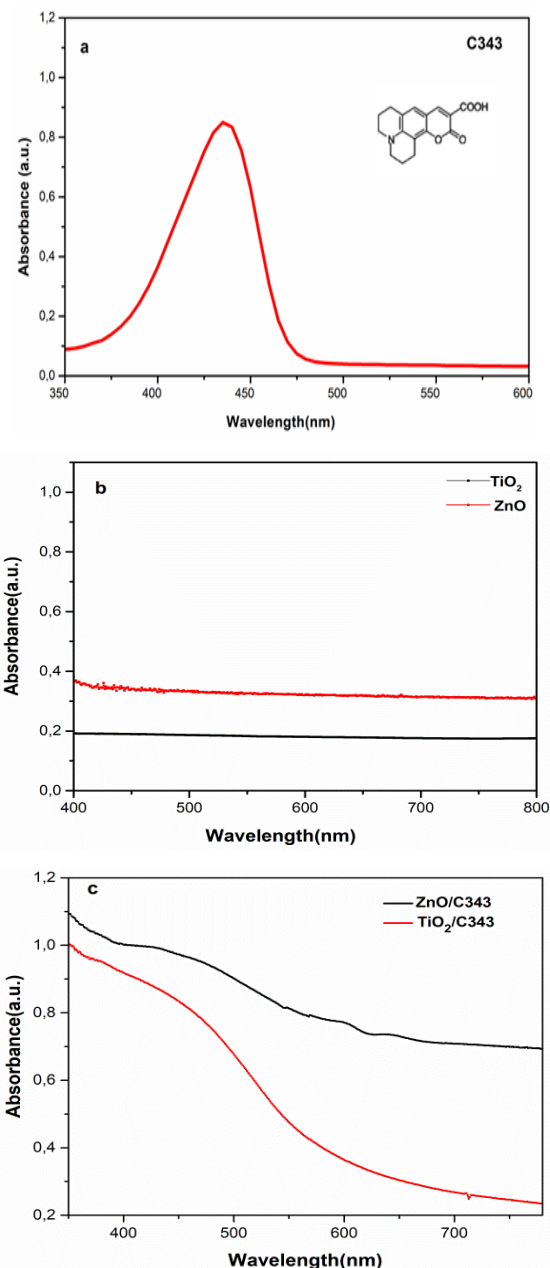 a
C343
COOH
N
O
O
1,2
1,0
0,8
0,6
0,4
0,2
0,0
Absorbance (a.u.)
350 400 450 500 550 600
Wavelength(nm)
b
TiO₂
ZnO
1,0
0,8
0,6
0,4
0,2
0,0
Absorbance(a.u.)
400 500 600 700 800
Wavelength(nm)
c
ZnO/C343
TiO₂/C343
1,2
1,0
0,8
0,6
0,4
0,2
Absorbance(a.u.)
400 500 600 700
Wavelength(nm)